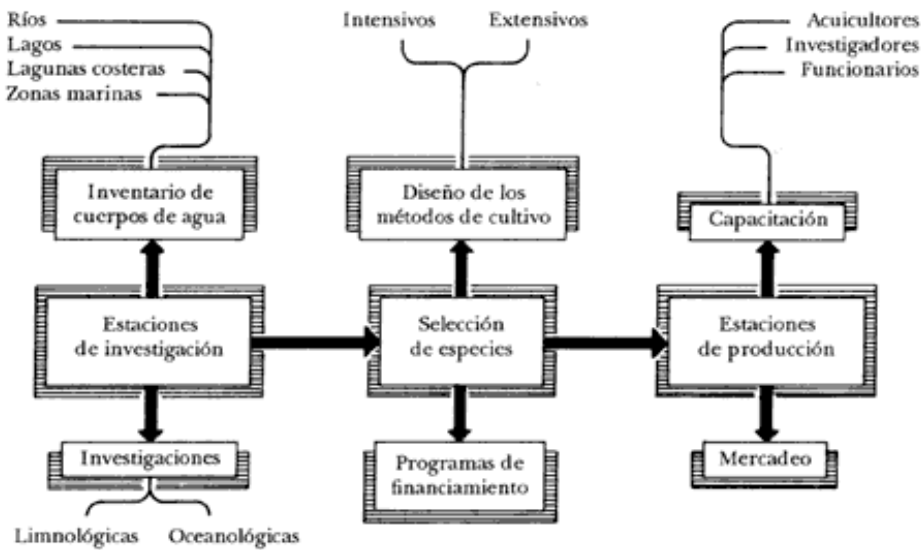 Ríos
Lagos
Lagunas costeras
Zonas marinas
Intensivos
Extensivos
Acuicultores
Investigadores
Funcionarios
Inventario de
cuerpos de agua
Diseño de los
métodos de cultivo
Capacitación
Estaciones
de investigación
Selección
de especies
Estaciones
de producción
Investigaciones
Programas de
financiamiento
Mercadeo
Limnológicas
Oceanológicas